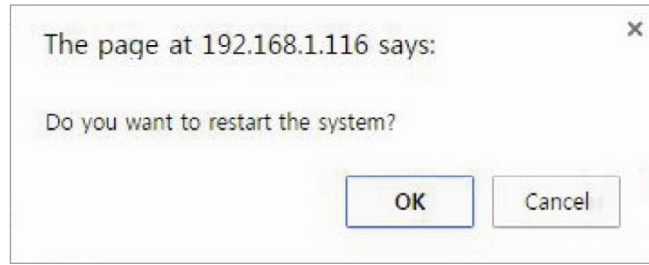 The page at 192.168.1.116 says:
Do you want to restart the system?
OK
Cancel